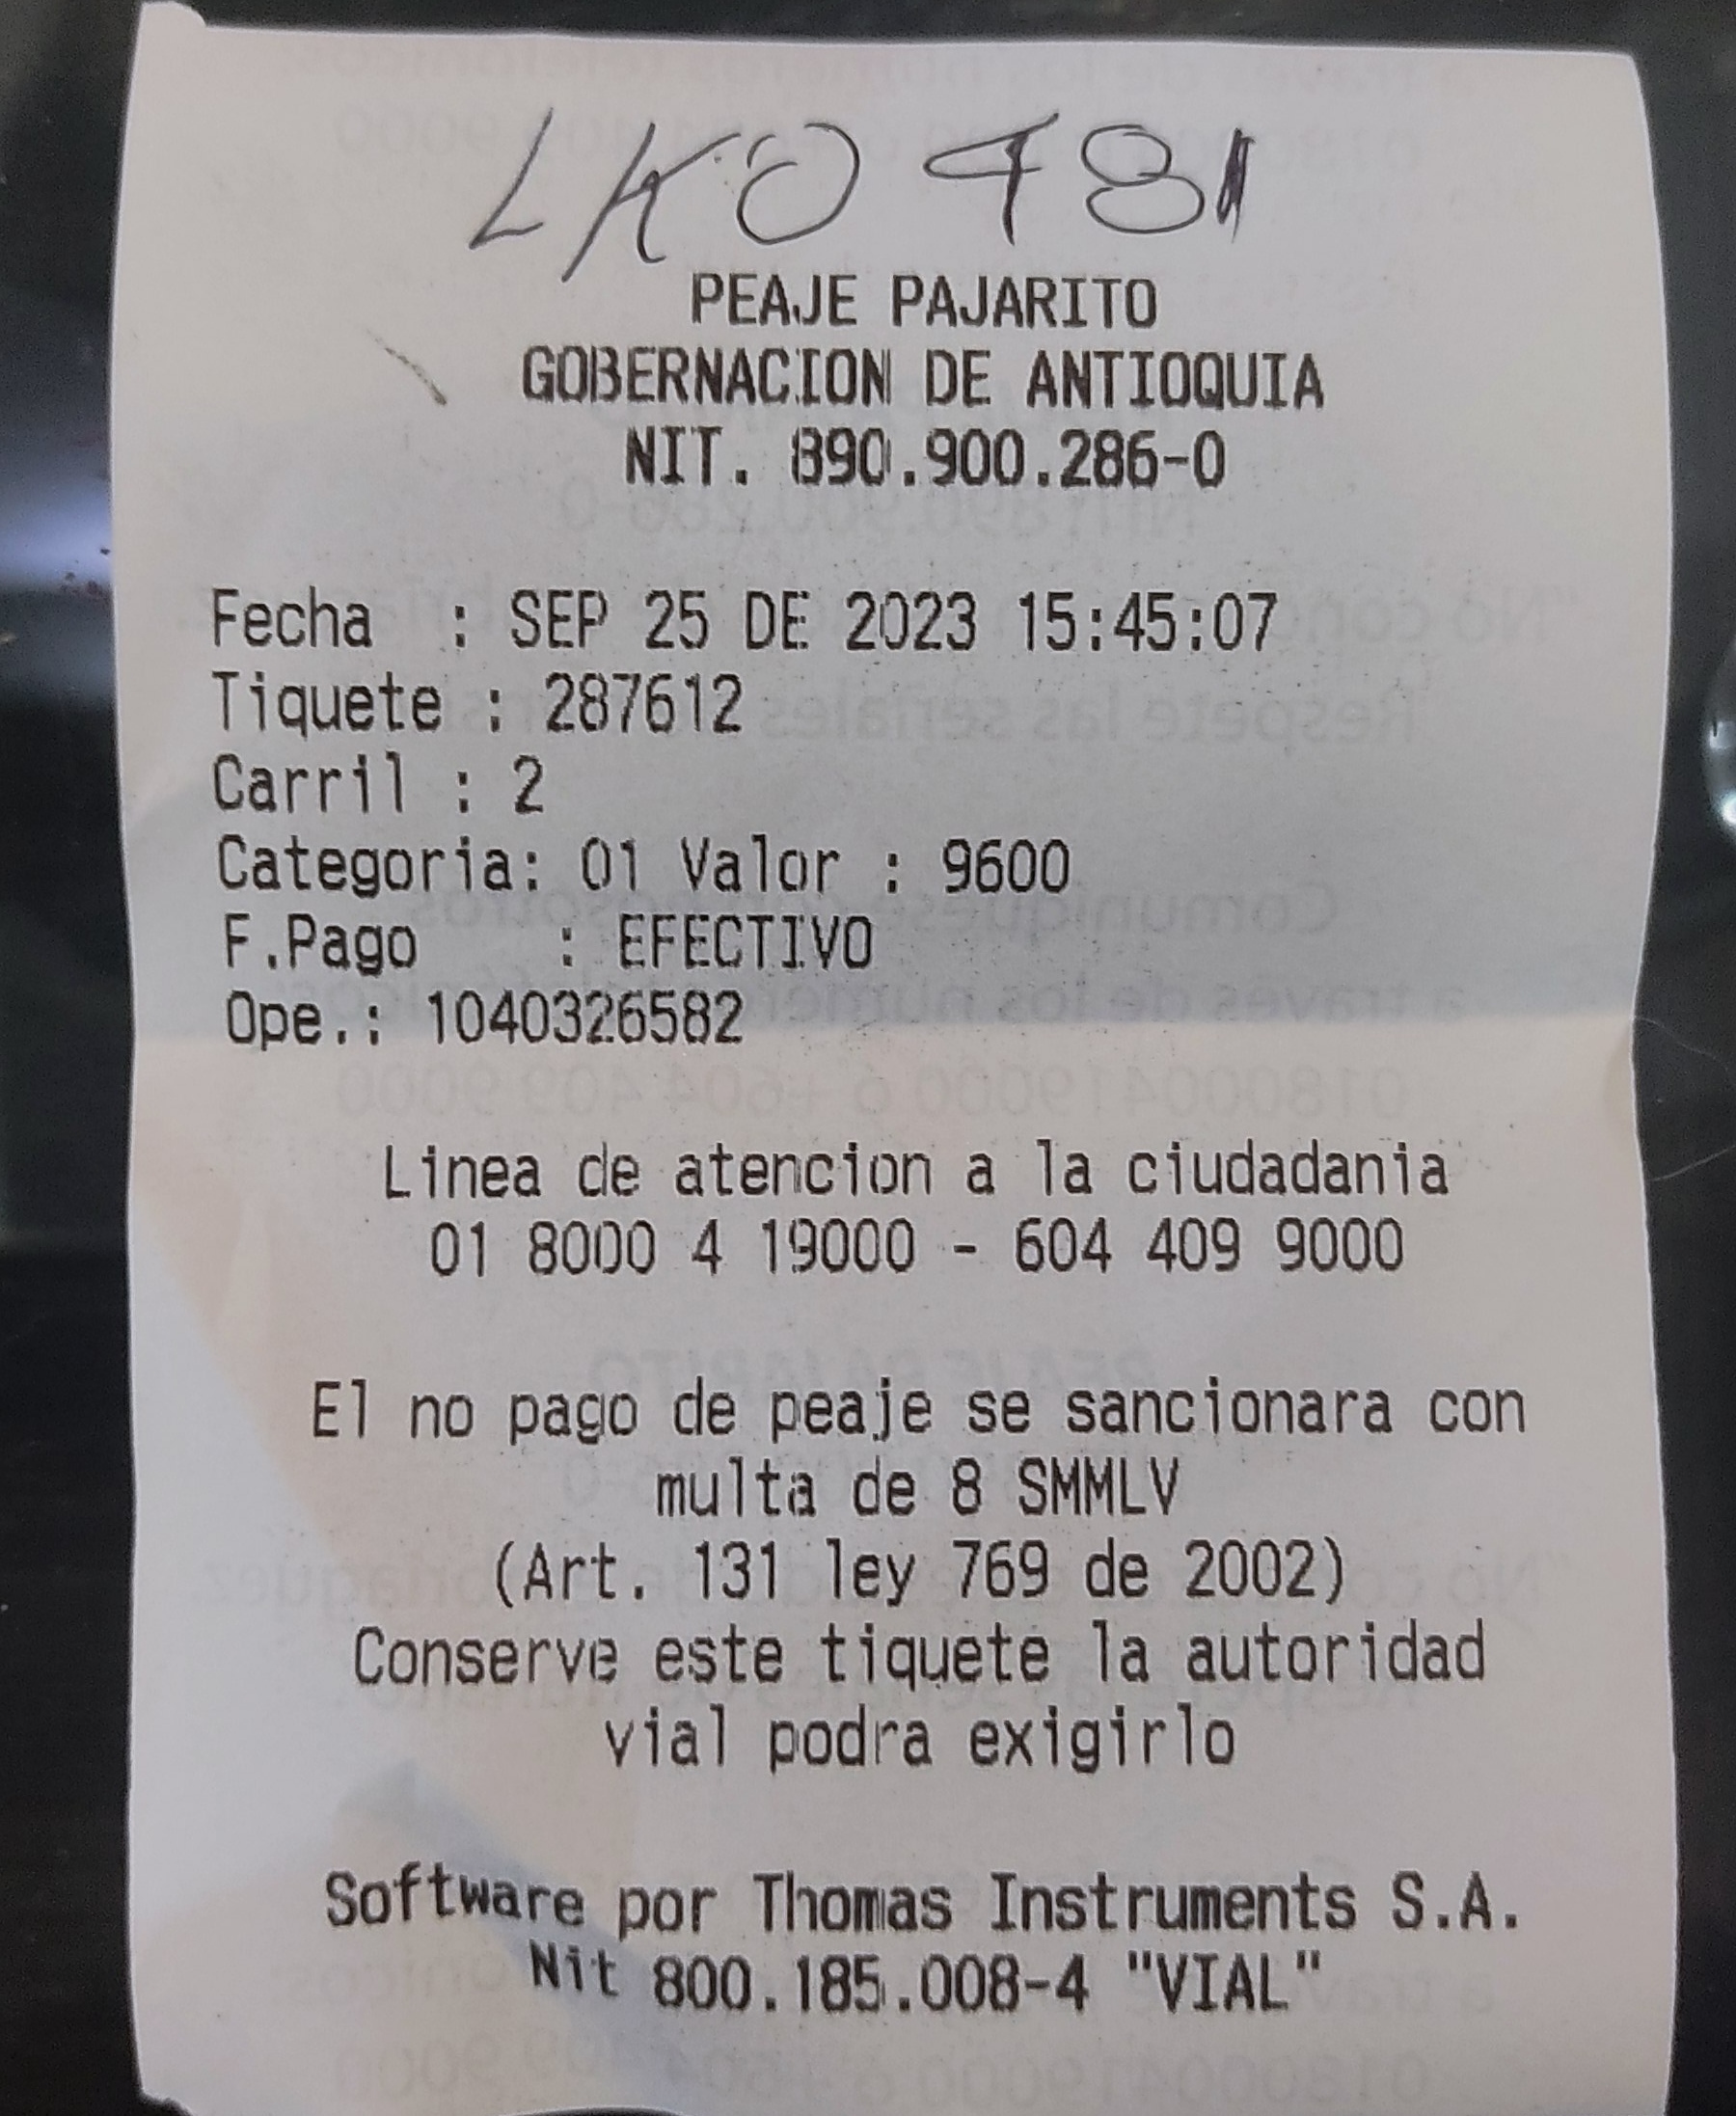 LKO 481
PEAJE PAJARITO
GOBERNACION DE ANTIOQUIA
NIT. 890.900.286-0
Fecha : SEP 25 DE 2023 15:45:07
Tiquete : 287612
Carril : 2
Categoria: 01 Valor : 9600
F.Pago : EFECTIVO
Ope.: 1040326582
Linea de atencion a la ciudadania
01 8000 4 19000 - 604 409 9000
El no pago de peaje se sancionara con
multa de 8 SMMLV
(Art. 131 ley 769 de 2002)
Conserve este tiquete la autoridad
vial podra exigirlo
Software por Thomas Instruments S.A.
Nit 800.185.008-4 "VIAL"